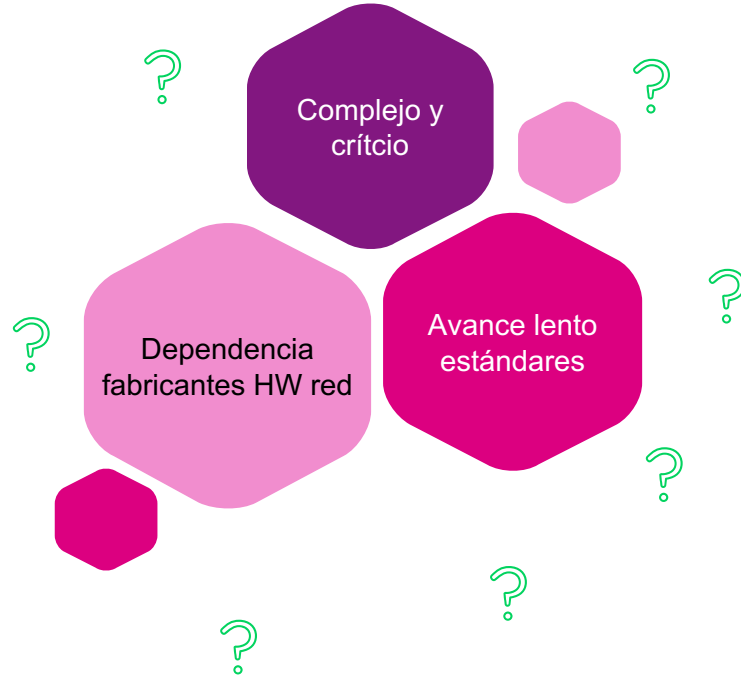 Complejo y
crítcio
Dependencia
fabricantes HW red
Avance lento
estándares